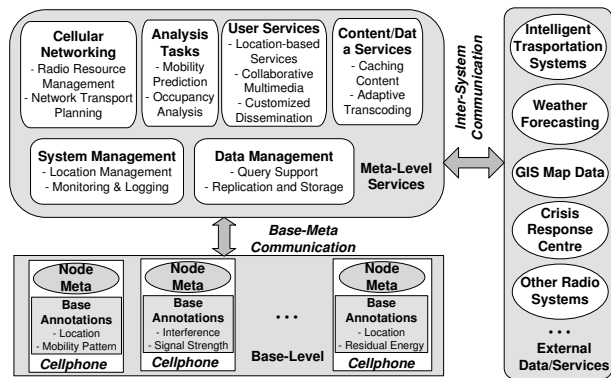 Cellular
Networking
- Radio Resource
Management
- Network Transport
Planning
Analysis
Tasks
- Mobility
Prediction
- Occupancy
Analysis
User Services
- Location-based
Services
- Collaborative
Multimedia
- Customized
Dissemination
Content/Dat
a Services
- Caching
Content
- Adaptive
Transcoding
System Management
- Location Management
- Monitoring & Logging
Data Management
- Query Support
- Replication and Storage
Meta-Level
Services
Base-Meta
Communication
Node
Meta
Base
Annotations
- Location
- Mobility Pattern
Cellphone
Node
Meta
Base
Annotations
- Interference
- Signal Strength
Cellphone
...
Base-Level
Node
Meta
Base
Annotations
- Location
- Residual Energy
Cellphone
Inter-System
Communication
Intelligent
Trasportation
Systems
Weather
Forecasting
GIS Map Data
Crisis
Response
Centre
Other Radio
Systems
...
External
Data/Services